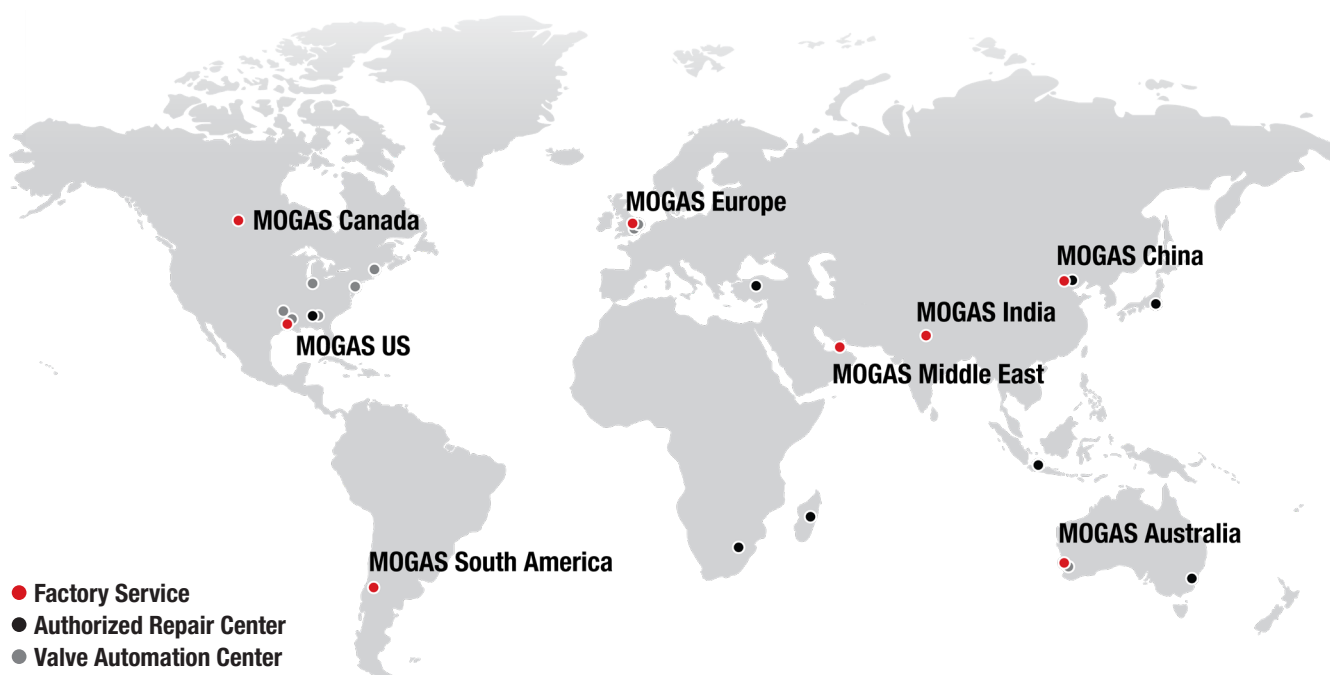 MOGAS Canada
MOGAS Europe
MOGAS China
MOGAS India
MOGAS US
MOGAS Middle East
MOGAS Australia
MOGAS South America
Factory Service
Authorized Repair Center
Valve Automation Center